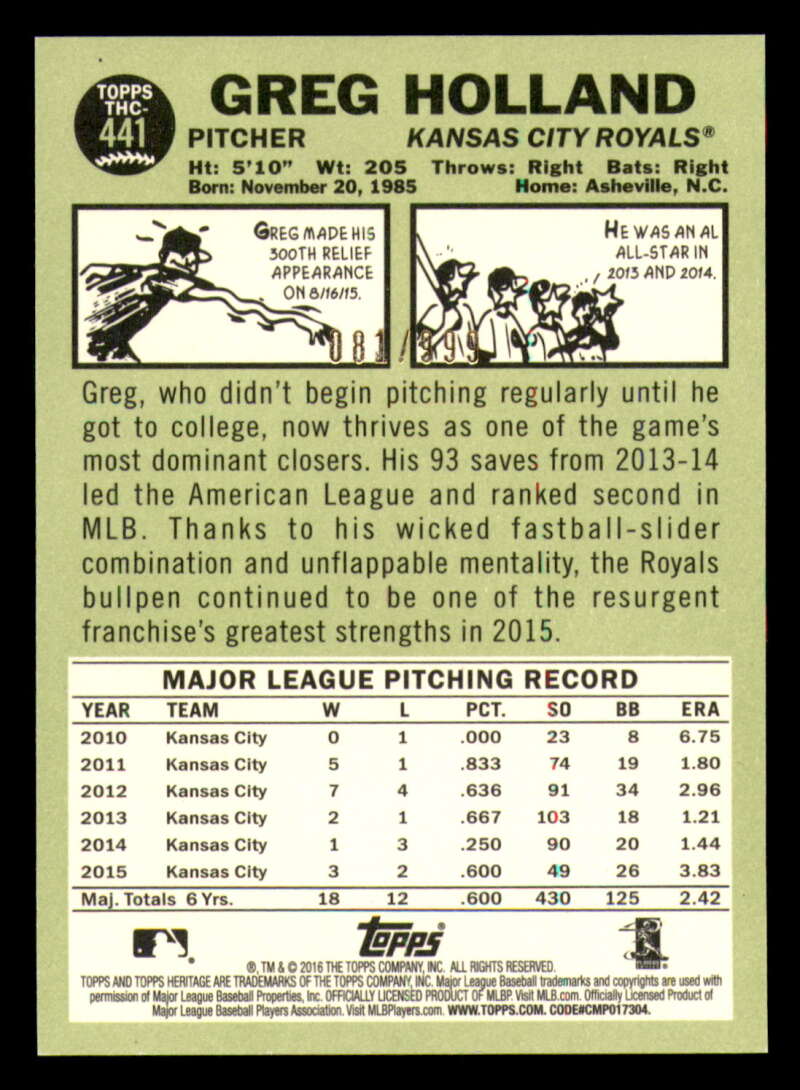 TOPPS
THC-
441
GREG HOLLAND
PITCHER KANSAS CITY ROYALS®
Ht: 5'10" Wt: 205 Throws: Right Bats: Right
Born: November 20, 1985 Home: Asheville, N.C.
GREG MADE HIS
300TH RELIEF
APPEARANCE
ON 8/16/15.
HE WAS AN AL
ALL-STAR IN
2013 AND 2014.
081/999
Greg, who didn't begin pitching regularly until he
got to college, now thrives as one of the game's
most dominant closers. His 93 saves from 2013-14
led the American League and ranked second in
MLB. Thanks to his wicked fastball-slider
combination and unflappable mentality, the Royals
bullpen continued to be one of the resurgent
franchise's greatest strengths in 2015.
MAJOR LEAGUE PITCHING RECORD
YEAR TEAM W L PCT. SO BB ERA
2010 Kansas City 0 1 .000 23 8 6.75
2011 Kansas City 5 1 .833 74 19 1.80
2012 Kansas City 7 4 .636 91 34 2.96
2013 Kansas City 2 1 .667 103 18 1.21
2014 Kansas City 1 3 .250 90 20 1.44
2015 Kansas City 3 2 .600 49 26 3.83
Maj. Totals 6 Yrs. 18 12 .600 430 125 2.42
topps®
®, TM & © 2016 THE TOPPS COMPANY, INC. ALL RIGHTS RESERVED.
TOPPS AND TOPPS HERITAGE ARE TRADEMARKS OF THE TOPPS COMPANY, INC. Major League Baseball trademarks and copyrights are used with
permission of Major League Baseball Properties, Inc. OFFICIALLY LICENSED PRODUCT OF MLBP. Visit MLB.com. Officially Licensed Product of
Major League Baseball Players Association. Visit MLBPlayers.com. WWW.TOPPS.COM. CODE#CMP017304.